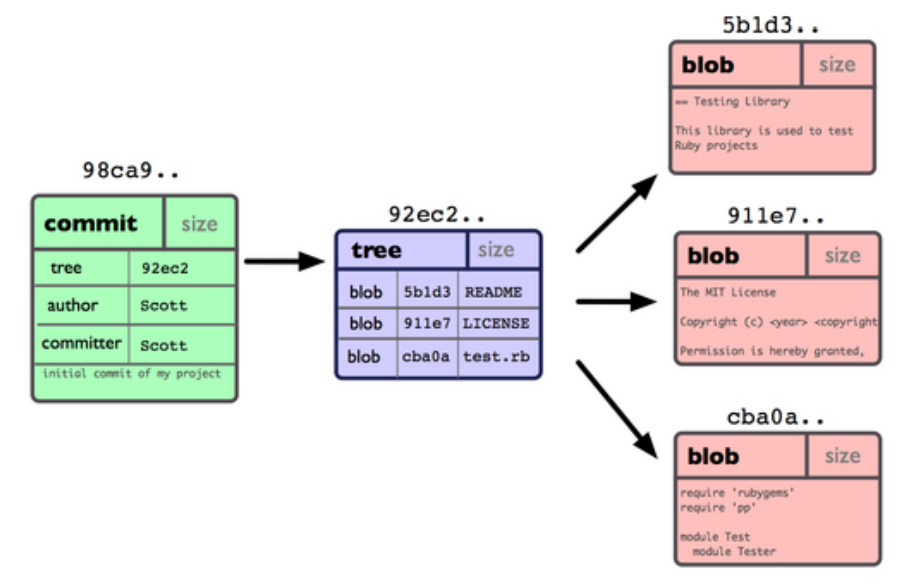 98ca9..
commit size
tree 92ec2
author Scott
committer Scott
initial commit of my project
92ec2..
tree size
blob 5b1d3 README
blob 911e7 LICENSE
blob cba0a test.rb
5b1d3..
blob size
== Testing Library
This library is used to test
Ruby projects
911e7..
blob size
The MIT License
Copyright (c) <year> <copyright
Permission is hereby granted,
cba0a..
blob size
require 'rubygems'
require 'pp'
module Test
module Tester